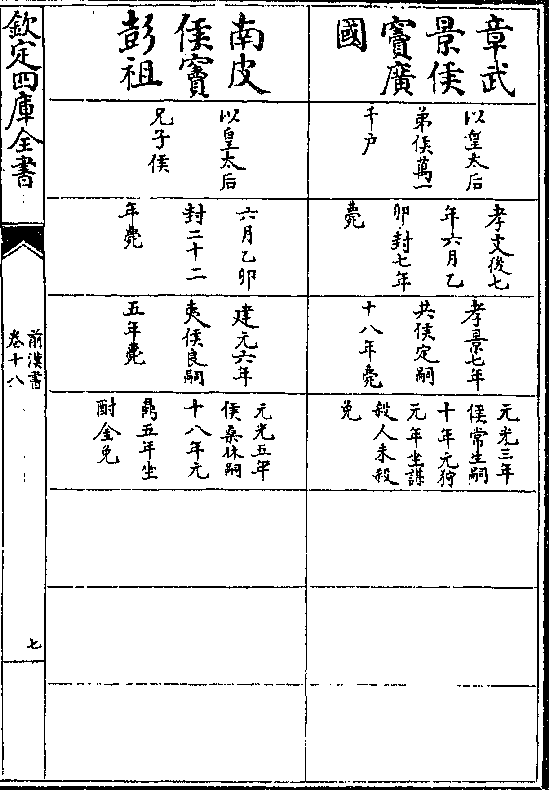 章武
景侯
竇廣
國
以皇太后
弟侯萬一
千户
孝文後七
年六月乙
卯封七年
薨
孝景七年
共侯定嗣
十八年薨
元光三年
侯常生嗣
十年元狩
元年坐謀
殺人未殺
免
南皮
侯竇
彭祖
以皇太后
兄子侯
六月乙卯
封二十二
年薨
建元六年
夷侯良嗣
五年薨
元光五年
侯桑林嗣
十八年元
鼎五年坐
酎金免
欽定四庫全書
前漢書
卷十八
七